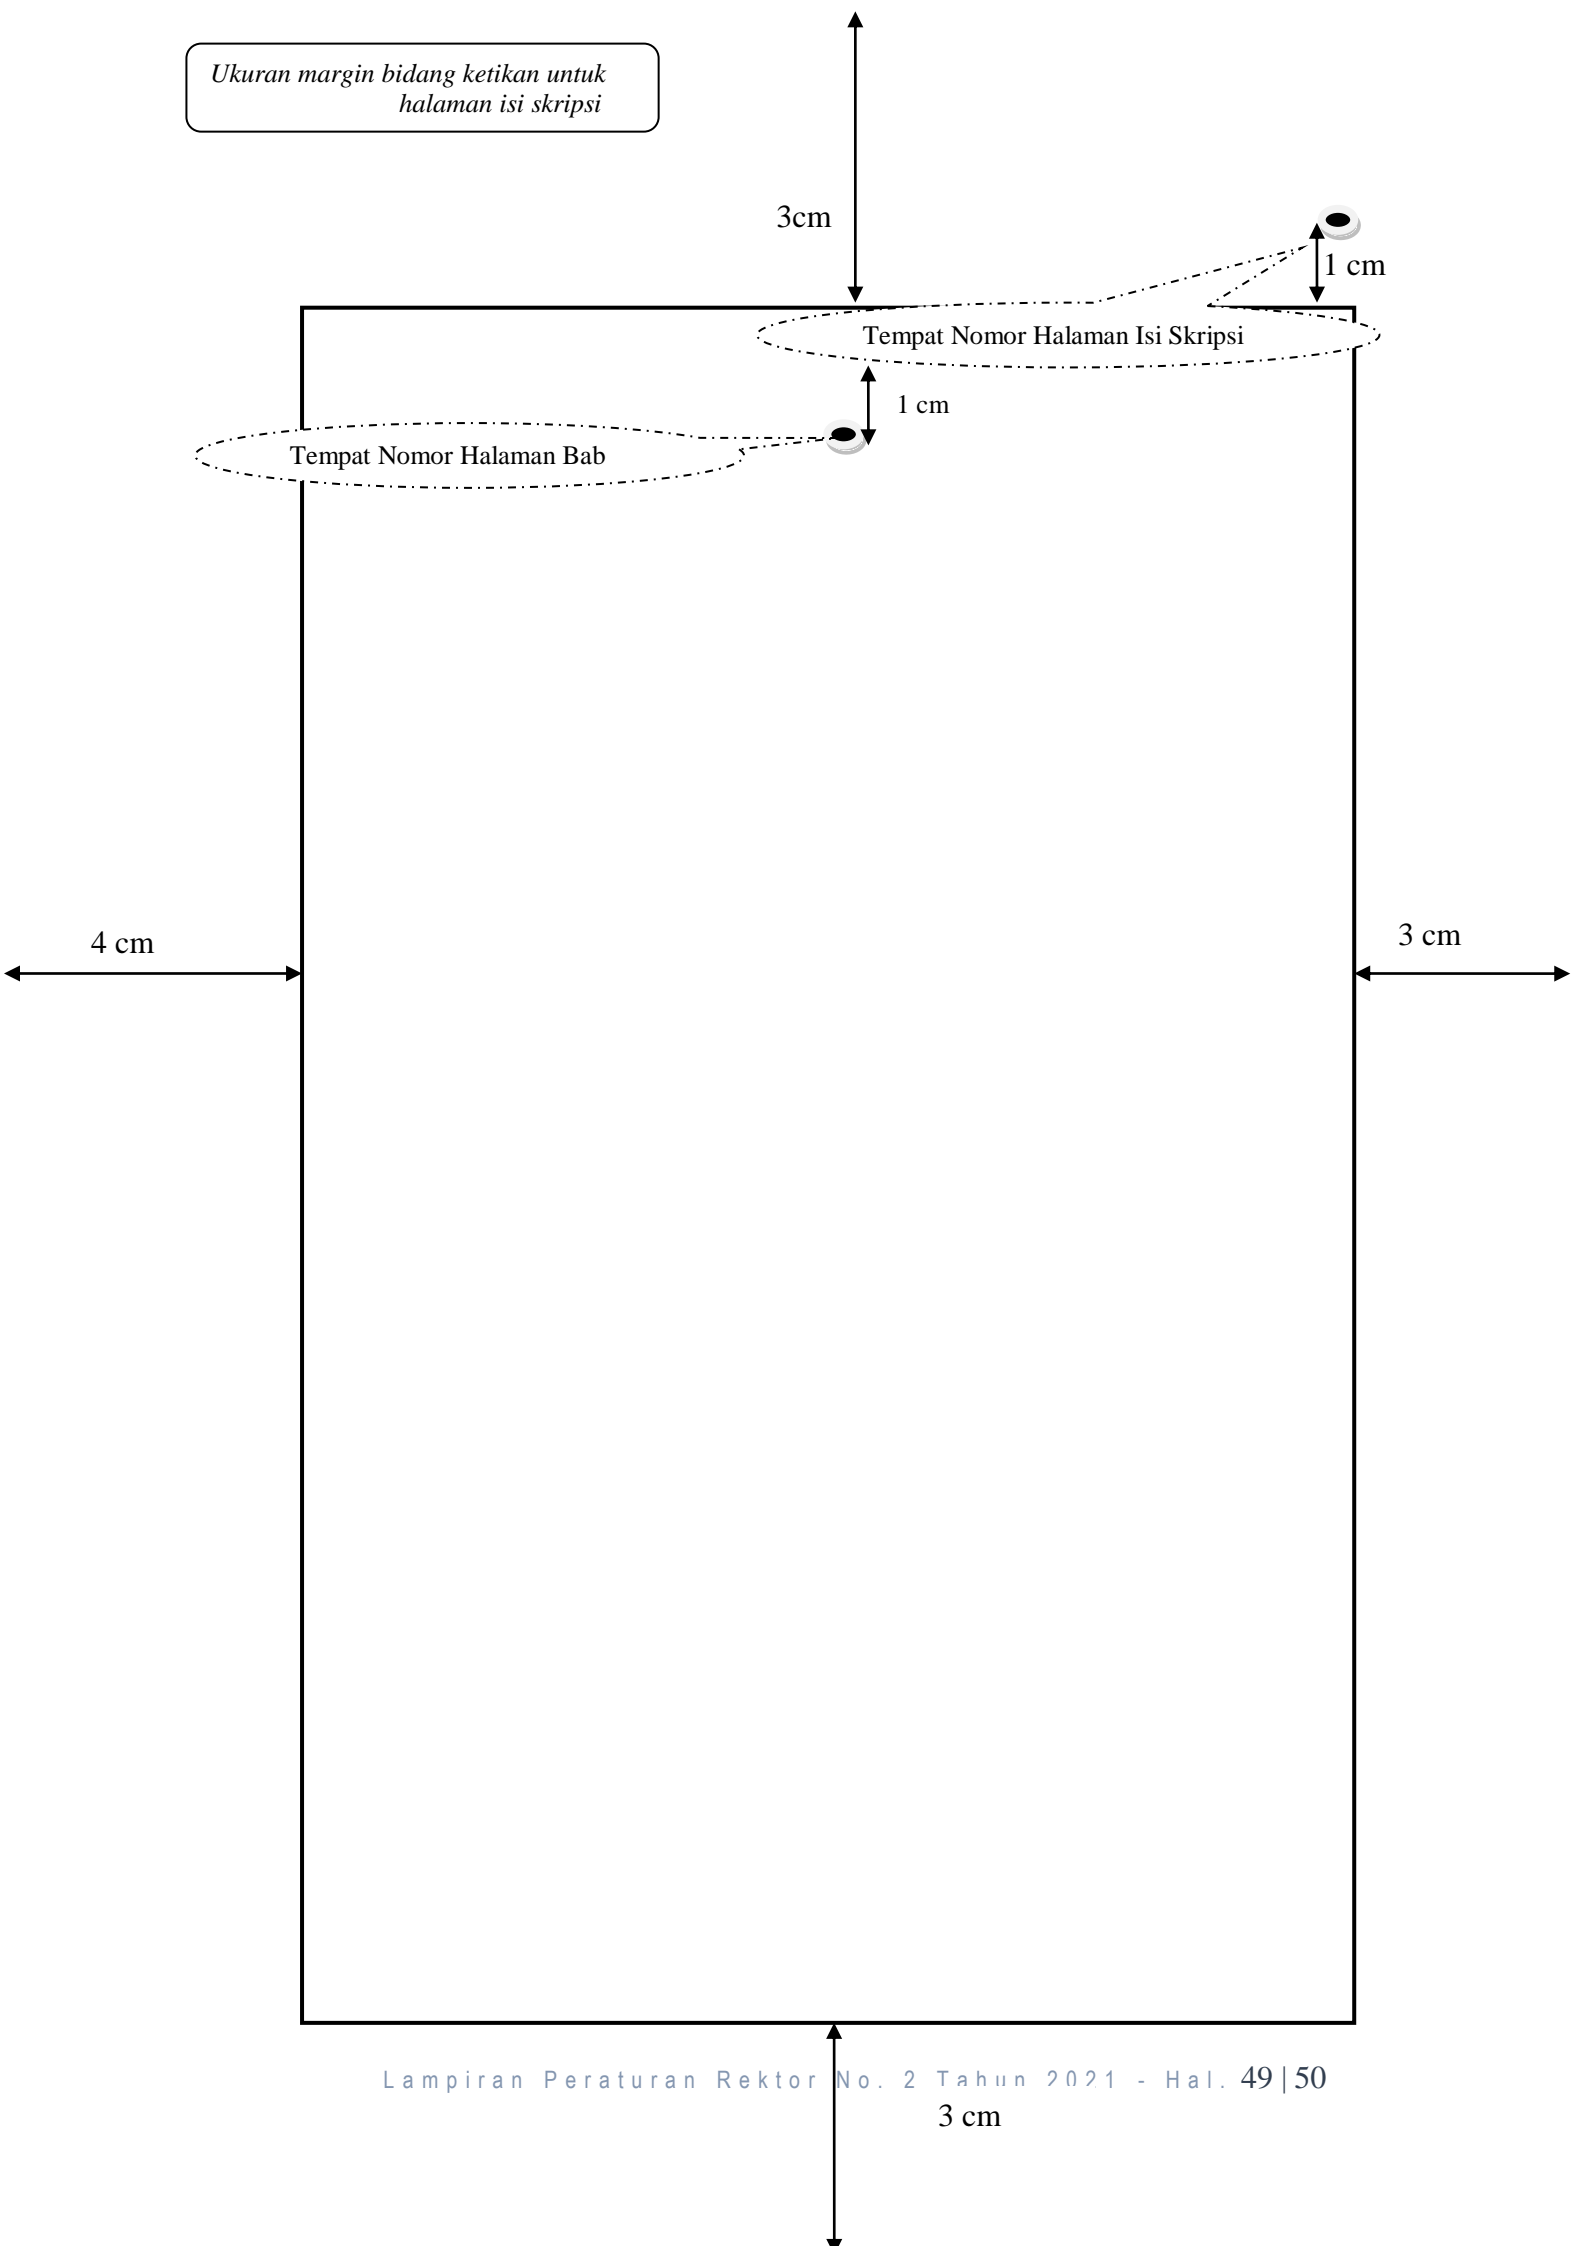 Ukuran margin bidang ketikan untuk
halaman isi skripsi
3cm
1 cm
Tempat Nomor Halaman Isi Skripsi
1 cm
Tempat Nomor Halaman Bab
4 cm
3 cm
Lampiran Peraturan Rektor No. 2 Tahun 2021 - Hal. 49 | 50
3 cm